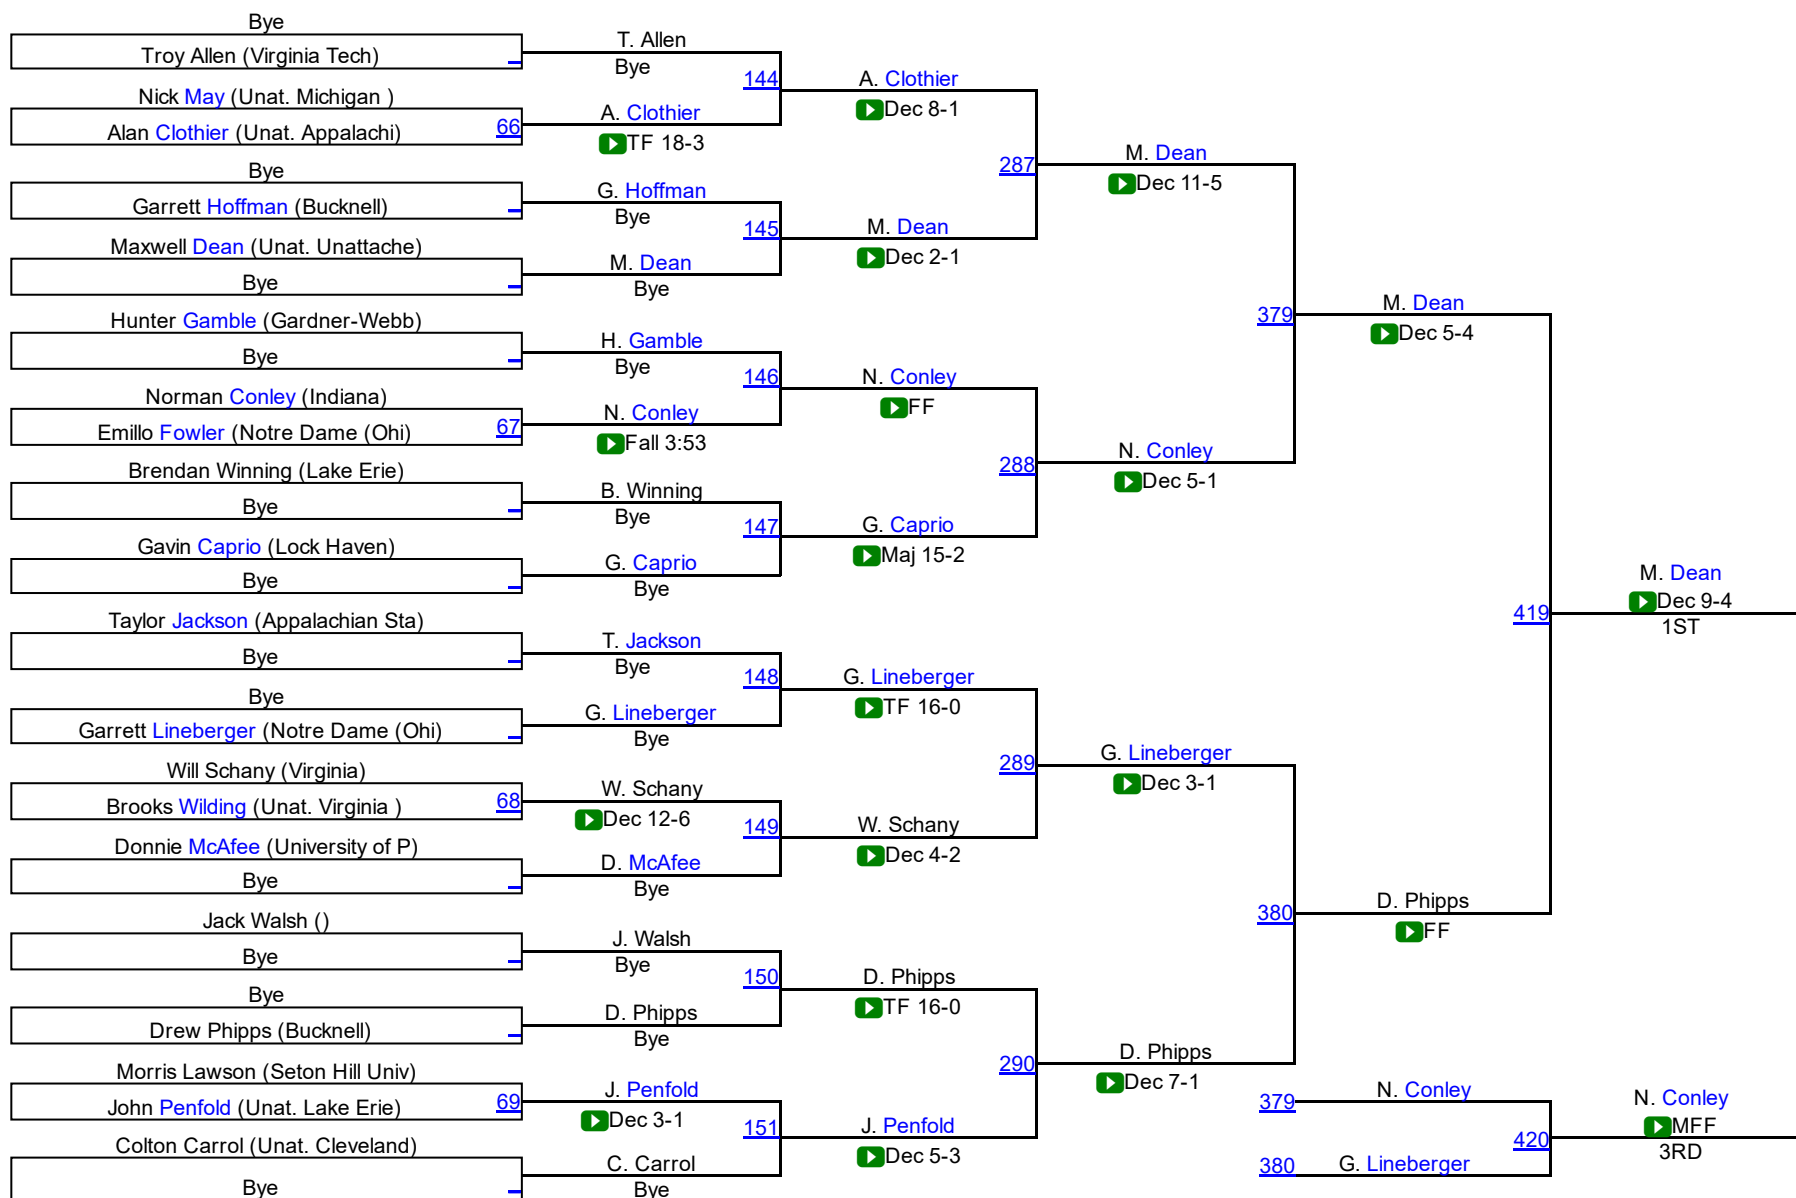 Bye
Troy Allen (Virginia Tech)
Nick May (Unat. Michigan )
Alan Clothier (Unat. Appalachi)
66
Bye
Garrett Hoffman (Bucknell)
Maxwell Dean (Unat. Unattache)
Bye
Hunter Gamble (Gardner-Webb)
Bye
Norman Conley (Indiana)
Emillo Fowler (Notre Dame (Ohi)
67
Brendan Winning (Lake Erie)
Bye
Gavin Caprio (Lock Haven)
Bye
Taylor Jackson (Appalachian Sta)
Bye
Bye
Garrett Lineberger (Notre Dame (Ohi)
Will Schany (Virginia)
Brooks Wilding (Unat. Virginia )
68
Donnie McAfee (University of P)
Bye
Jack Walsh ()
Bye
Bye
Drew Phipps (Bucknell)
Morris Lawson (Seton Hill Univ)
John Penfold (Unat. Lake Erie)
69
Colton Carrol (Unat. Cleveland)
Bye
T. Allen
Bye
144
A. Clothier
TF 18-3
G. Hoffman
Bye
145
M. Dean
Bye
H. Gamble
Bye
146
N. Conley
Fall 3:53
B. Winning
Bye
147
G. Caprio
Bye
T. Jackson
Bye
148
G. Lineberger
Bye
W. Schany
Dec 12-6
149
D. McAfee
Bye
J. Walsh
Bye
150
D. Phipps
Bye
J. Penfold
Dec 3-1
151
C. Carrol
Bye
A. Clothier
Dec 8-1
287
M. Dean
Dec 2-1
N. Conley
FF
288
G. Caprio
Maj 15-2
G. Lineberger
TF 16-0
289
W. Schany
Dec 4-2
D. Phipps
TF 16-0
290
J. Penfold
Dec 5-3
M. Dean
Dec 11-5
379
N. Conley
Dec 5-1
G. Lineberger
Dec 3-1
380
D. Phipps
Dec 7-1
M. Dean
Dec 5-4
419
D. Phipps
FF
M. Dean
Dec 9-4
1ST
379
N. Conley
420
380
G. Lineberger
N. Conley
MFF
3RD